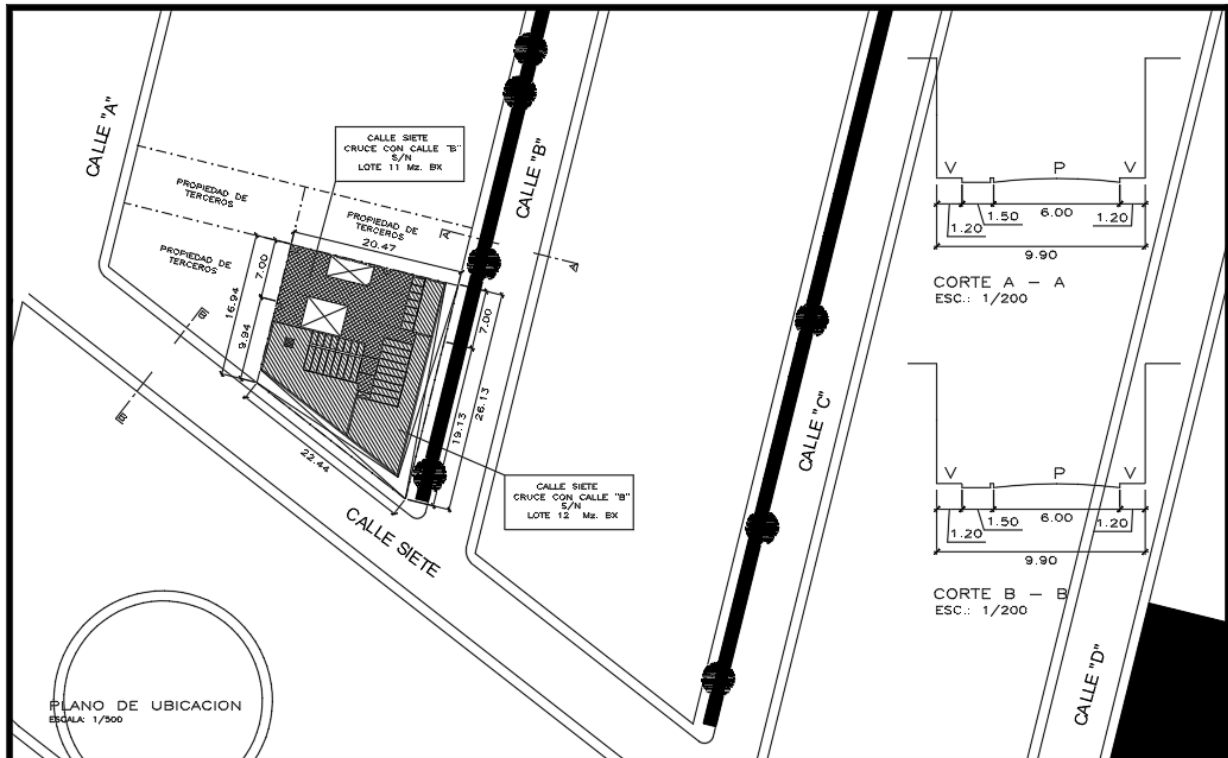 CALLE "A"
CALLE SIETE
CRUCE CON CALLE "B"
S/N
LOTE 11 Mz. BX
CALLE "B"
PROPIEDAD DE
TERCEROS
PROPIEDAD DE
TERCEROS
PROPIEDAD DE
TERCEROS
20.47
A
A
7.00
16.94
9.94
B
B
7.00
26.13
19.13
22.44
CALLE SIETE
CRUCE CON CALLE "B"
S/N
LOTE 12 Mz. BX
CALLE SIETE
CALLE "C"
V P V
1.50 6.00 1.20
1.20
9.90
CORTE A - A
ESC.: 1/200
V P V
1.50 6.00 1.20
1.20
9.90
CORTE B - B
ESC.: 1/200
CALLE "D"
PLANO DE UBICACION
ESCALA: 1/500